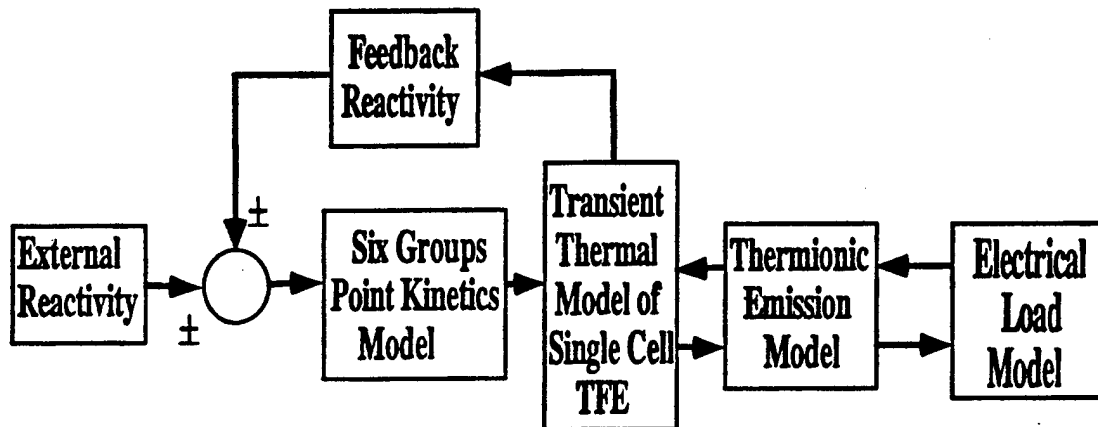 Feedback
Reactivity
±
External
Reactivity
±
Six Groups
Point Kinetics
Model
Transient
Thermal
Model of
Single Cell
TFE
Thermionic
Emission
Model
Electrical
Load
Model